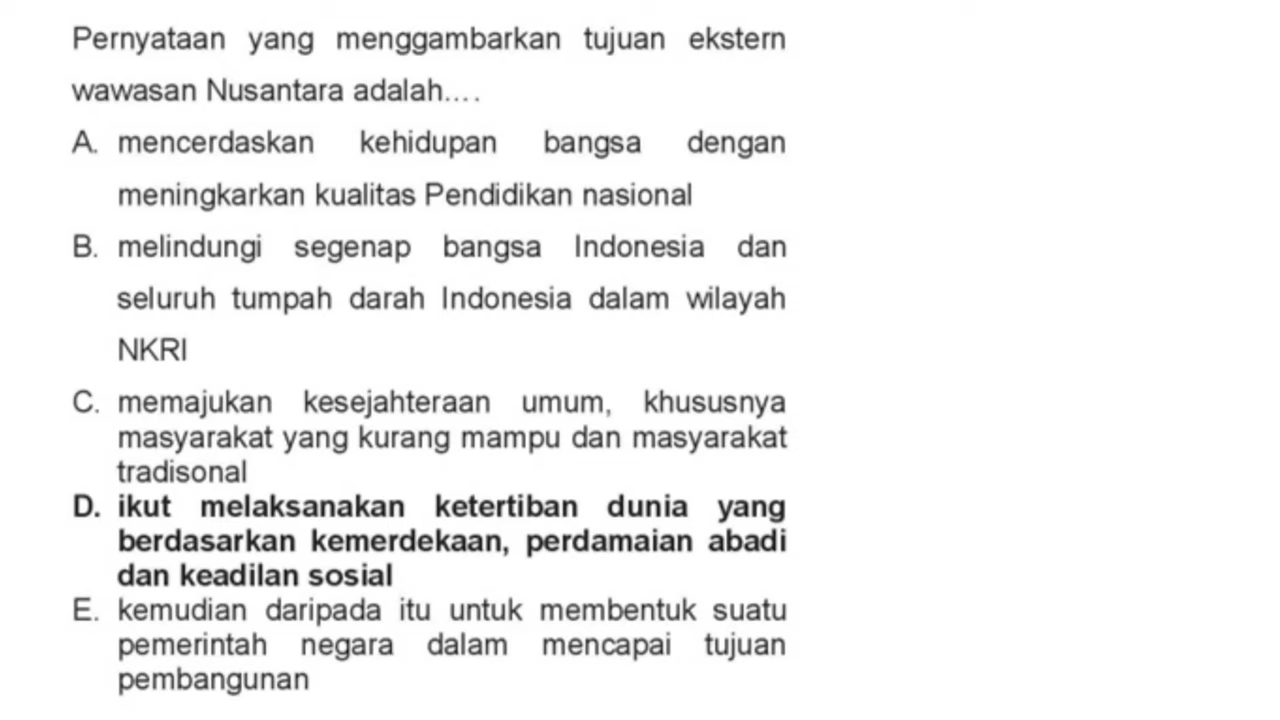 Pernyataan yang menggambarkan tujuan ekstern
wawasan Nusantara adalah....
A. mencerdaskan kehidupan bangsa dengan
meningkarkan kualitas Pendidikan nasional
B. melindungi segenap bangsa Indonesia dan
seluruh tumpah darah Indonesia dalam wilayah
NKRI
C. memajukan kesejahteraan umum, khususnya
masyarakat yang kurang mampu dan masyarakat
tradisonal
D. ikut melaksanakan ketertiban dunia yang
berdasarkan kemerdekaan, perdamaian abadi
dan keadilan sosial
E. kemudian daripada itu untuk membentuk suatu
pemerintah negara dalam mencapai tujuan
pembangunan